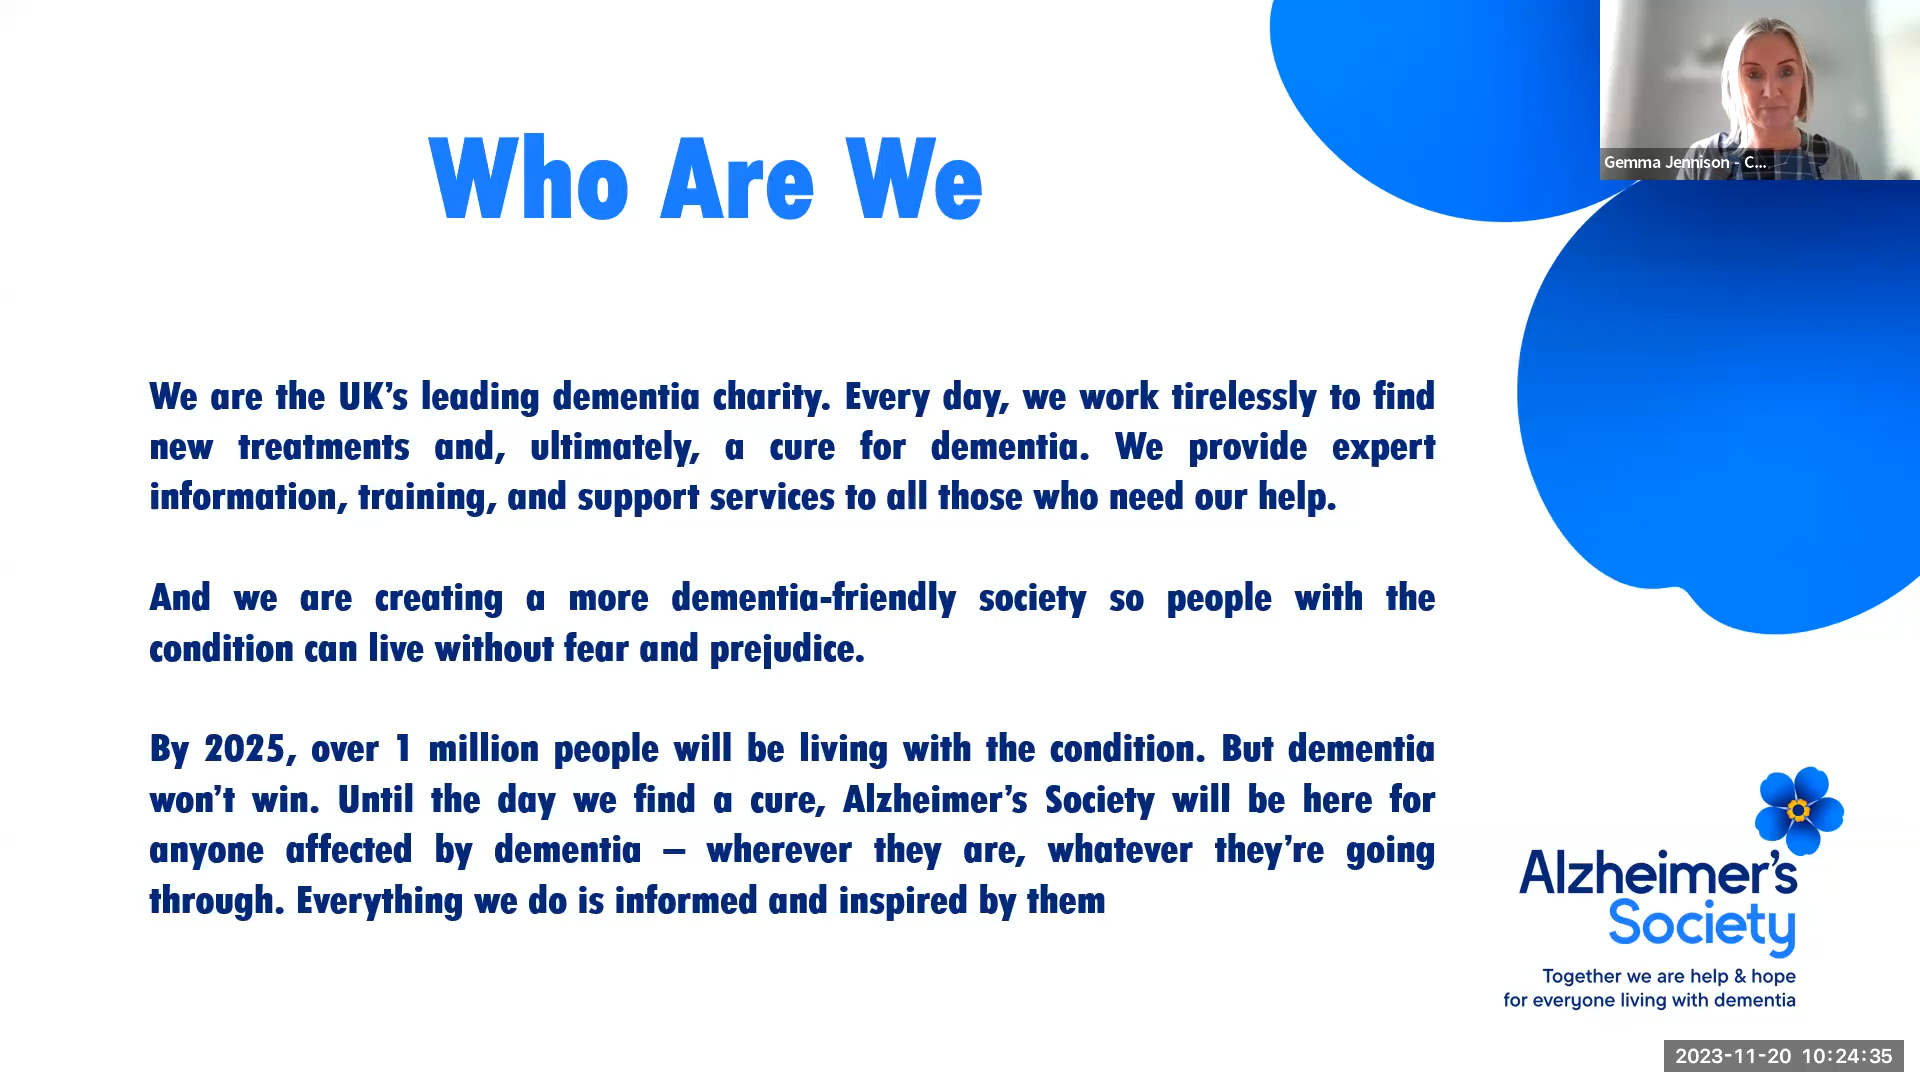 Who Are We
Gemma Jennison - C...
We are the UK’s leading dementia charity. Every day, we work tirelessly to find
new treatments and, ultimately, a cure for dementia. We provide expert
information, training, and support services to all those who need our help.
And we are creating a more dementia-friendly society so people with the
condition can live without fear and prejudice.
By 2025, over 1 million people will be living with the condition. But dementia
won’t win. Until the day we find a cure, Alzheimer’s Society will be here for
anyone affected by dementia – wherever they are, whatever they’re going
through. Everything we do is informed and inspired by them
Alzheimer’s
Society
Together we are help & hope
for everyone living with dementia
2023-11-20 10:24:35